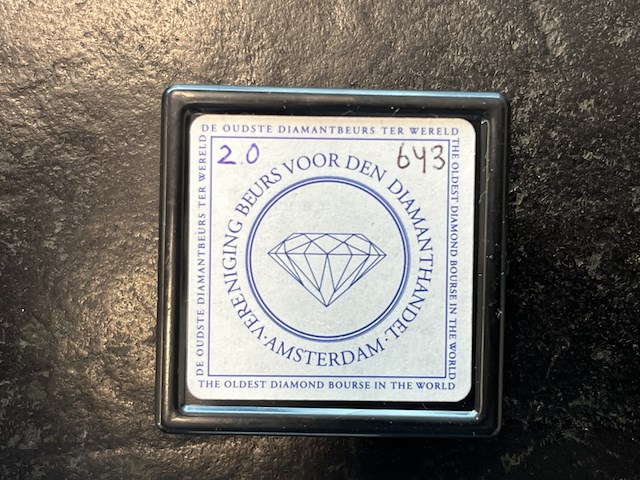 DE OUDSTE DIAMANTBEURS TER WERELD
THE OLDEST DIAMOND BOURSE IN THE WORLD
DE OUDSTE DIAMANTBEURS TER WERELD
THE OLDEST DIAMOND BOURSE IN THE WORLD
2.0
643
VERENIGING BEURS VOOR DEN DIAMANTHANDEL
·AMSTERDAM·